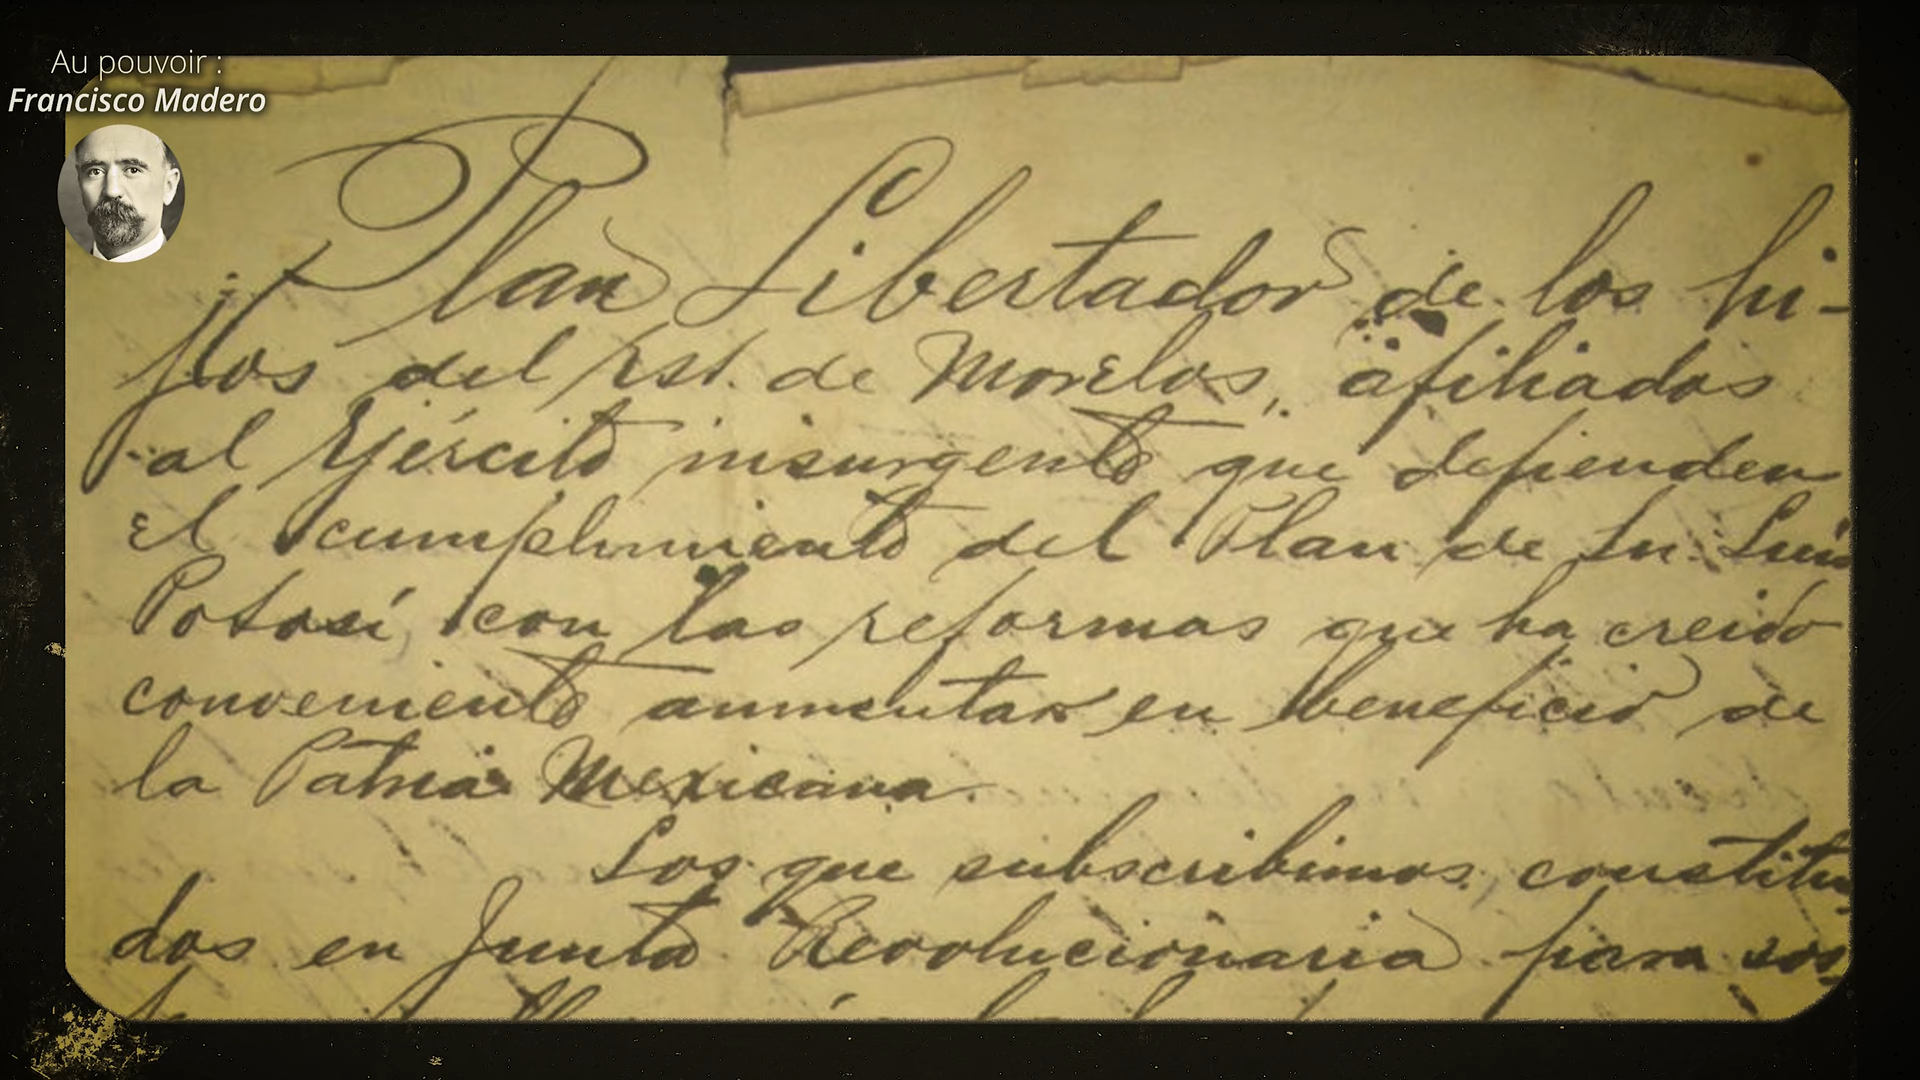 Au pouvoir :
Francisco Madero
Plan Libertador de los hi-
jos del Est. de Morelos, afiliados
al Ejército insurgente que defienden
el cumplimiento del Plan de Sn. Luis
Potosí, con las reformas que ha creido
conveniente aumentar en beneficio de
la Patria Mexicana.
Los que subscribimos, constitui
dos en Junta Revolucionaria para sos